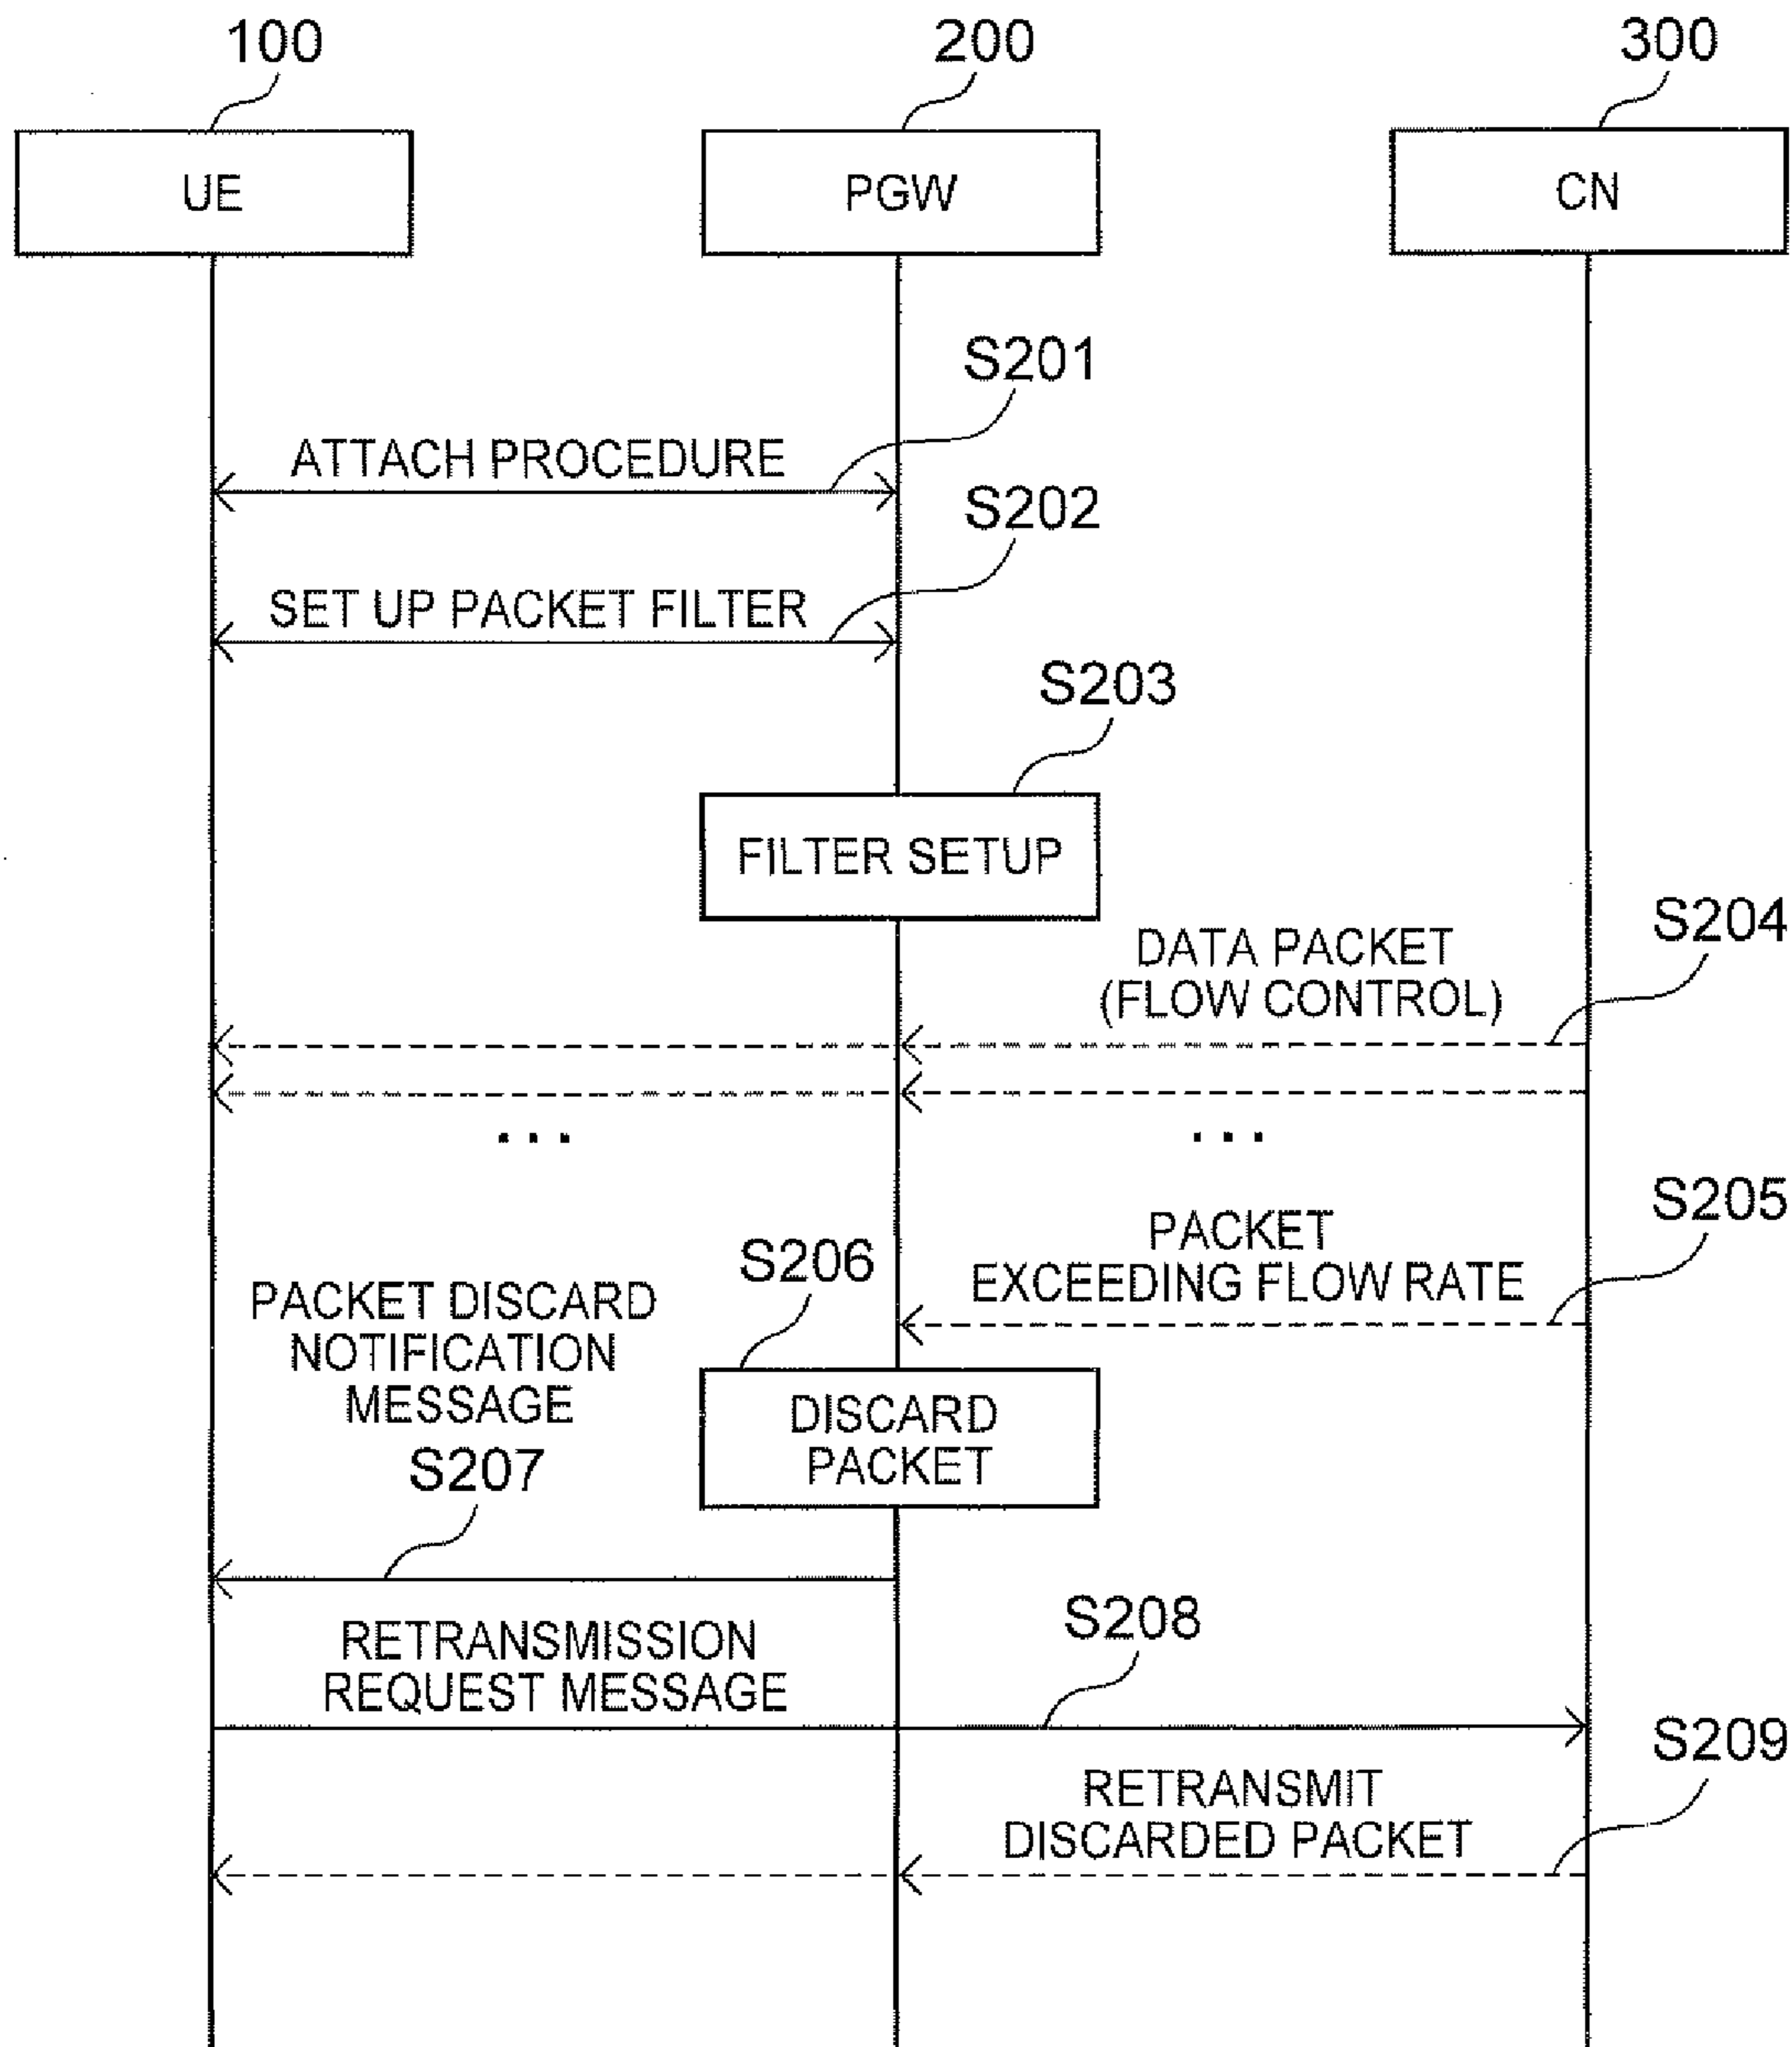 100
200
300
UE
PGW
CN
S201
ATTACH PROCEDURE
S202
SET UP PACKET FILTER
S203
FILTER SETUP
S204
DATA PACKET
(FLOW CONTROL)
...
...
S205
PACKET
EXCEEDING FLOW RATE
S206
PACKET DISCARD
NOTIFICATION
MESSAGE
DISCARD
PACKET
S207
S208
RETRANSMISSION
REQUEST MESSAGE
S209
RETRANSMIT
DISCARDED PACKET